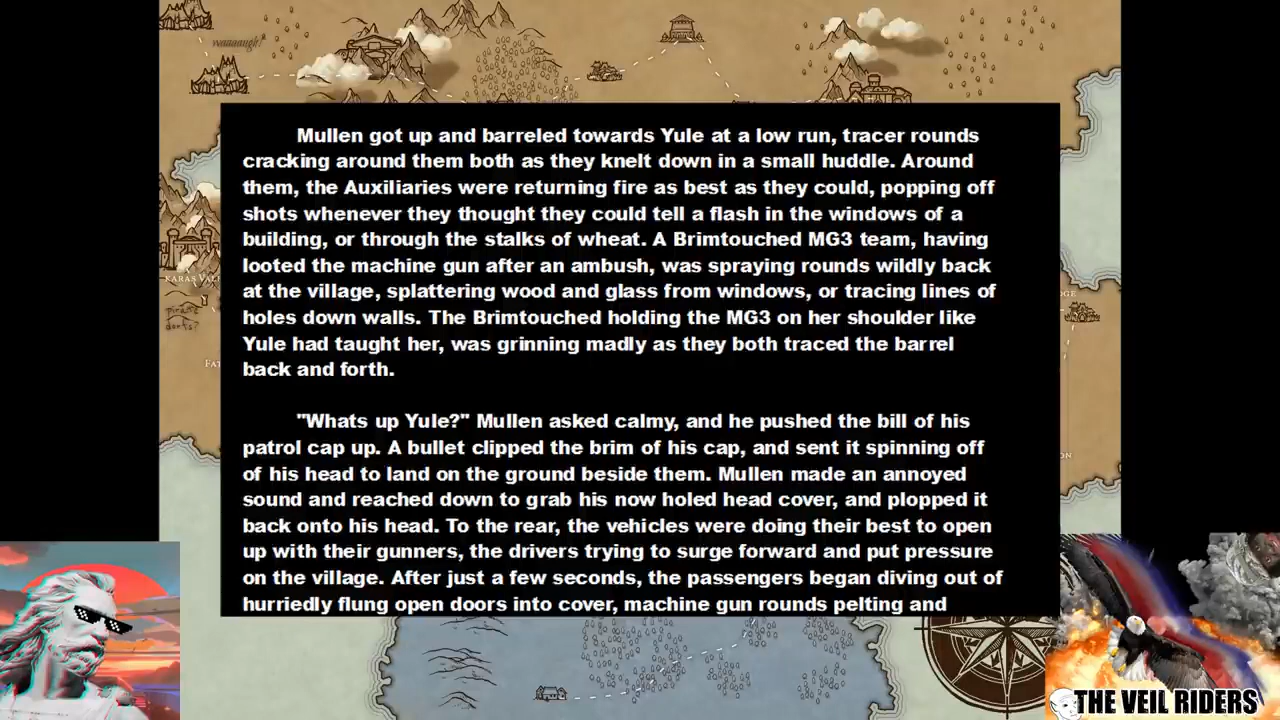 waaaaugh!
Mullen got up and barreled towards Yule at a low run, tracer rounds
cracking around them both as they knelt down in a small huddle. Around
them, the Auxiliaries were returning fire as best as they could, popping off
shots whenever they thought they could tell a flash in the windows of a
building, or through the stalks of wheat. A Brimtouched MG3 team, having
looted the machine gun after an ambush, was spraying rounds wildly back
at the village, splattering wood and glass from windows, or tracing lines of
holes down walls. The Brimtouched holding the MG3 on her shoulder like
Yule had taught her, was grinning madly as they both traced the barrel
back and forth.
"Whats up Yule?" Mullen asked calmy, and he pushed the bill of his
patrol cap up. A bullet clipped the brim of his cap, and sent it spinning off
of his head to land on the ground beside them. Mullen made an annoyed
sound and reached down to grab his now holed head cover, and plopped it
back onto his head. To the rear, the vehicles were doing their best to open
up with their gunners, the drivers trying to surge forward and put pressure
on the village. After just a few seconds, the passengers began diving out of
hurriedly flung open doors into cover, machine gun rounds pelting and
THE VEIL RIDERS